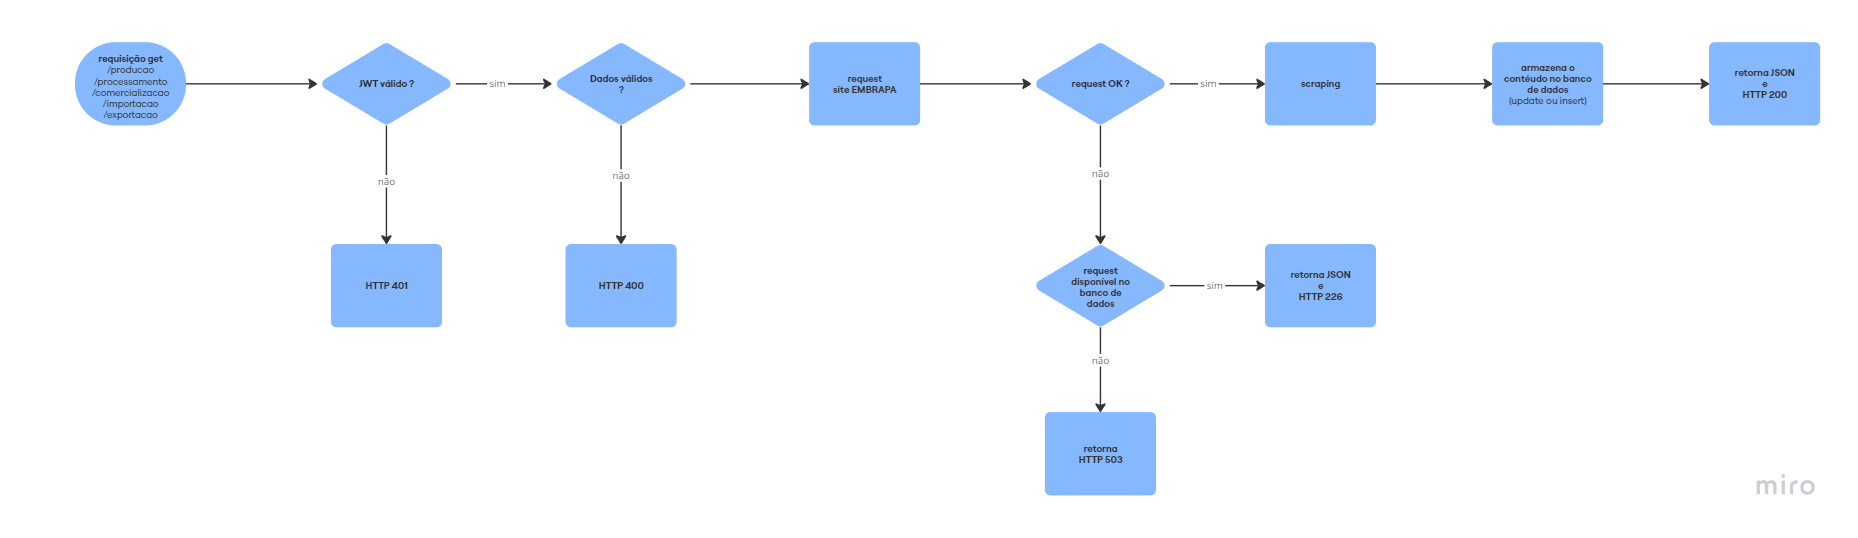 requisição get
/producao
/processamento
/comercializacao
/importacao
/exportacao
JWT válido ?
sim
Dados válidos
?
request
site EMBRAPA
request OK ?
sim
scraping
armazena o
contéudo no banco
de dados
(update ou insert)
retorna JSON
e
HTTP 200
não
não
não
HTTP 401
HTTP 400
request
disponível no
banco de
dados
sim
retorna JSON
e
HTTP 226
não
retorna
HTTP 503
miro